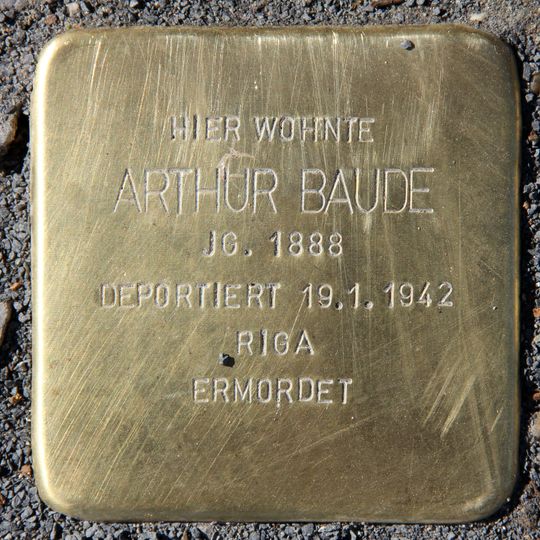 HIER WOHNTE
ARTHUR BAUDE
JG. 1888
DEPORTIERT 19.1.1942
RIGA
ERMORDET